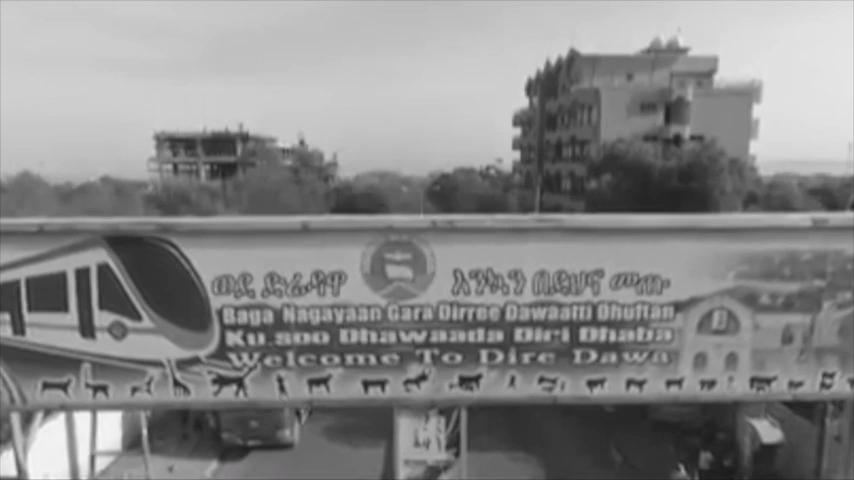 ወደ ድሬዳዋ እንኳን በደህና መጡ
Baga Nagayaan Gara Dirree Dawaatti Dhuftan
Ku.soo Dhawaada Diri Dhaba
Welcome To Dire Dawa